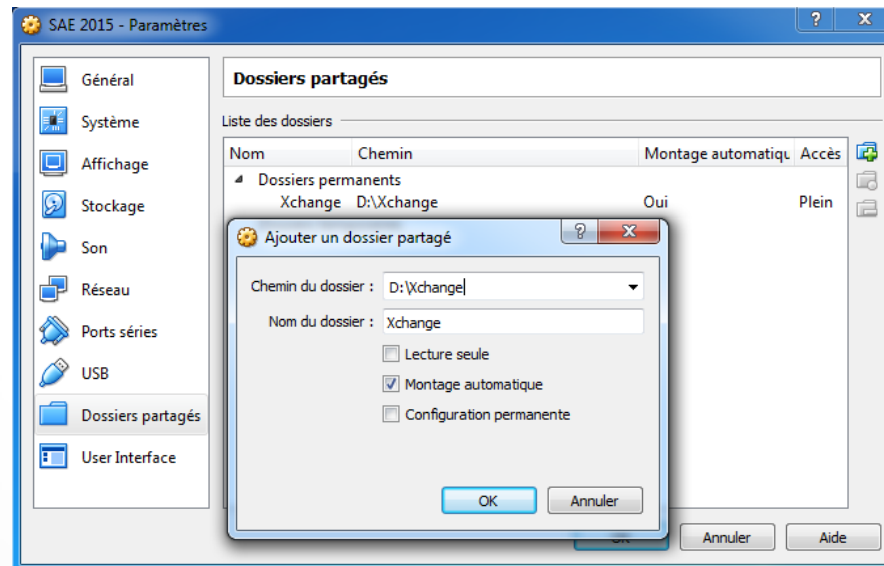 SAE 2015 - Paramètres
Général
Système
Affichage
Stockage
Son
Réseau
Ports séries
USB
Dossiers partagés
User Interface
Dossiers partagés
Liste des dossiers
Nom Chemin Montage automatiqu Accès
Dossiers permanents
Xchange D:\Xchange Oui Plein
Ajouter un dossier partagé
Chemin du dossier : D:\Xchange
Nom du dossier : Xchange
Lecture seule
Montage automatique
Configuration permanente
OK Annuler
Annuler Aide